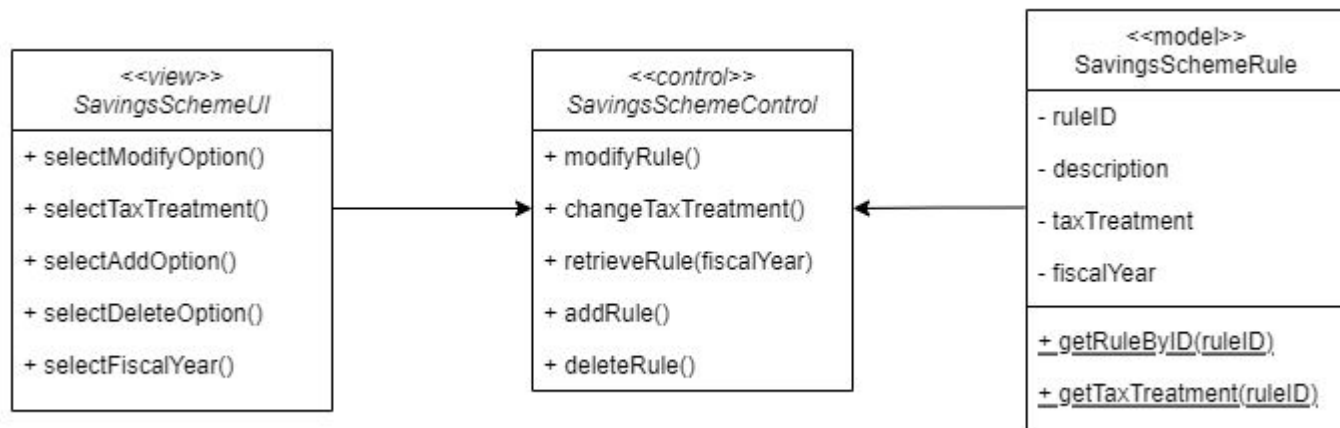 <<view>>
SavingsSchemeUI
+ selectModifyOption()
+ selectTaxTreatment()
+ selectAddOption()
+ selectDeleteOption()
+ selectFiscalYear()
<<control>>
SavingsSchemeControl
+ modifyRule()
+ changeTaxTreatment()
+ retrieveRule(fiscalYear)
+ addRule()
+ deleteRule()
<<model>>
SavingsSchemeRule
- ruleID
- description
- taxTreatment
- fiscalYear
+ getRuleByID(ruleID)
+ getTaxTreatment(ruleID)